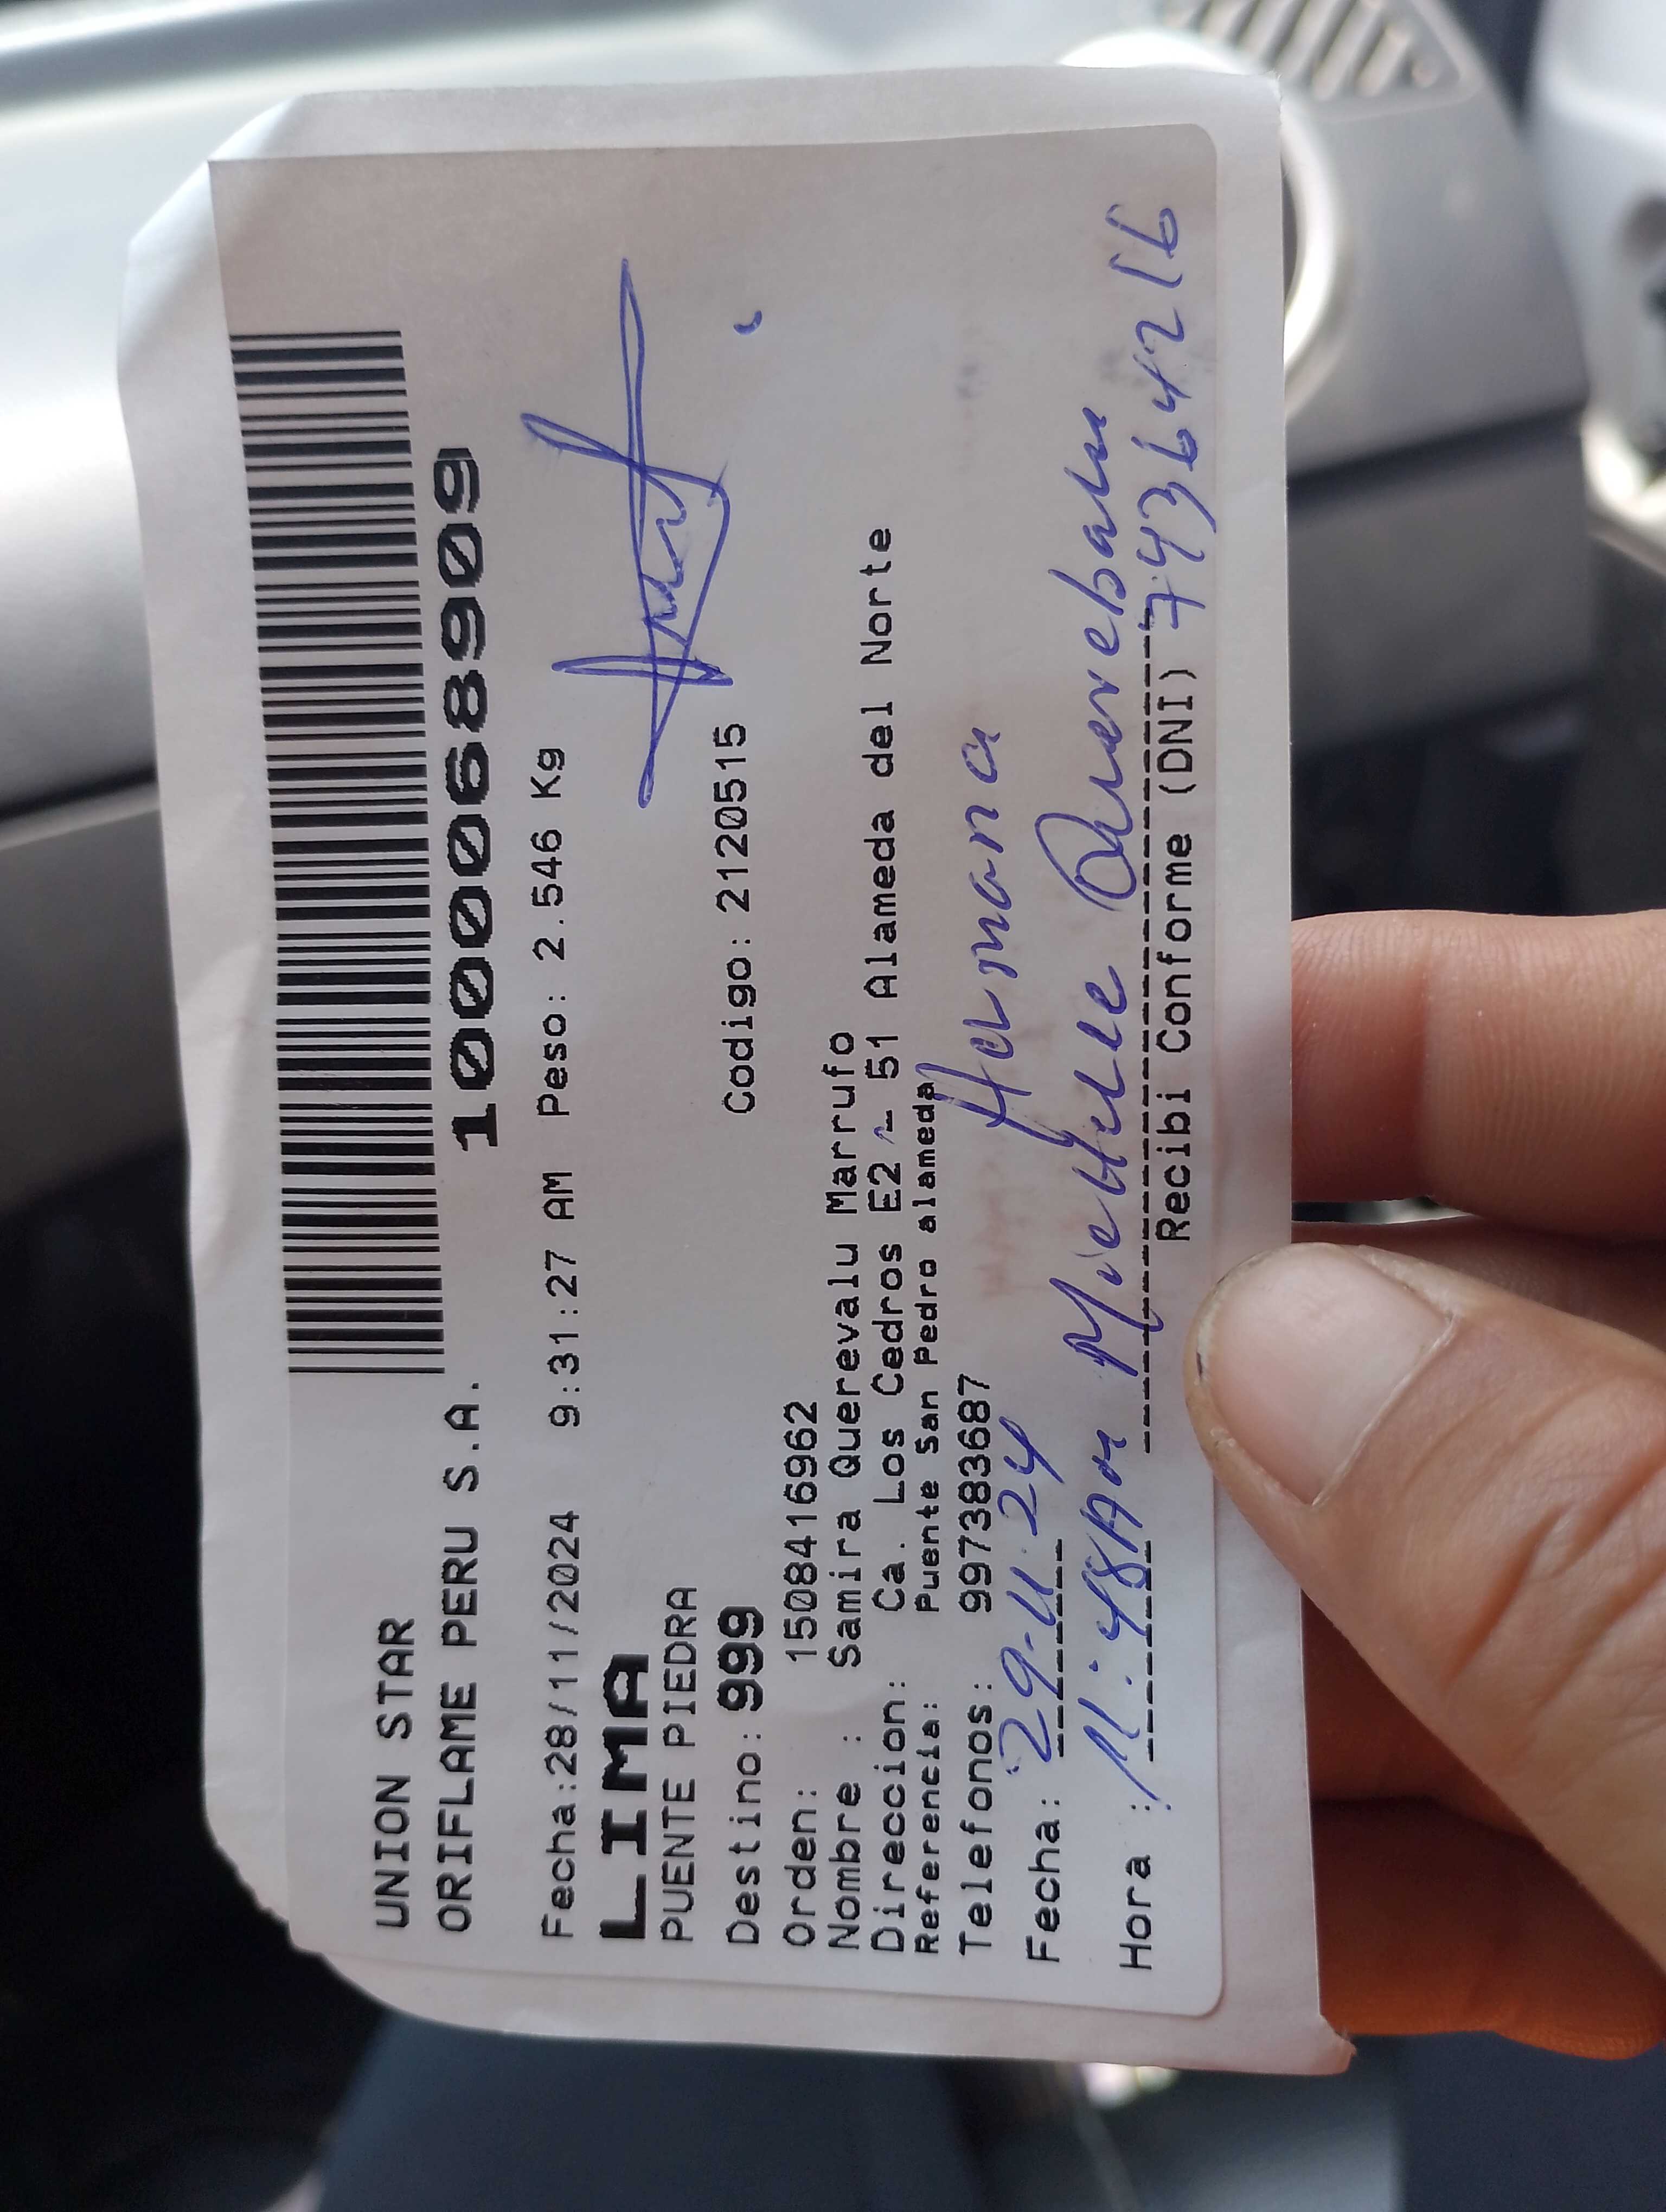 1000068909
UNION STAR
ORIFLAME PERU S.A.
Fecha:28/11/2024 9:31:27 AM Peso: 2.546 Kg
LIMA
PUENTE PIEDRA
Destino: 999 Codigo: 2120515
Orden: 1508416962
Nombre : Samira Querevalu Marrufo
Direccion: Ca. Los Cedros E2 - 51 Alameda del Norte
Referencia: Puente San Pedro alameda
Telefonos: 997383687 Hermana
Fecha: 29-11-24
Hora : 11:48AM
Recibi Conforme (DNI) 74364216